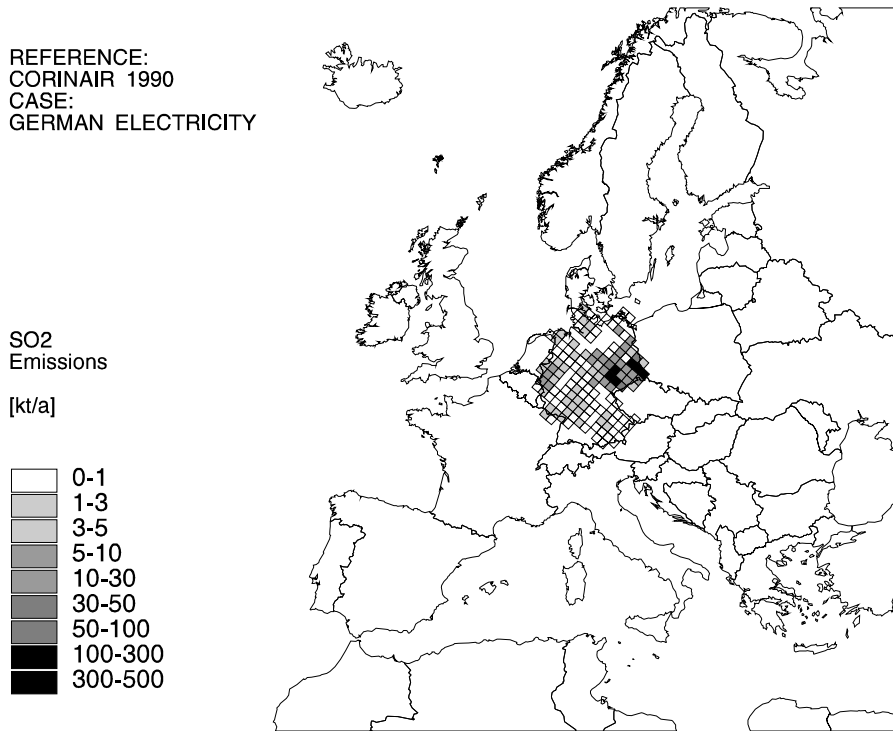 REFERENCE:
CORINAIR 1990
CASE:
GERMAN ELECTRICITY
SO2
Emissions
[kt/a]
0-1
1-3
3-5
5-10
10-30
30-50
50-100
100-300
300-500